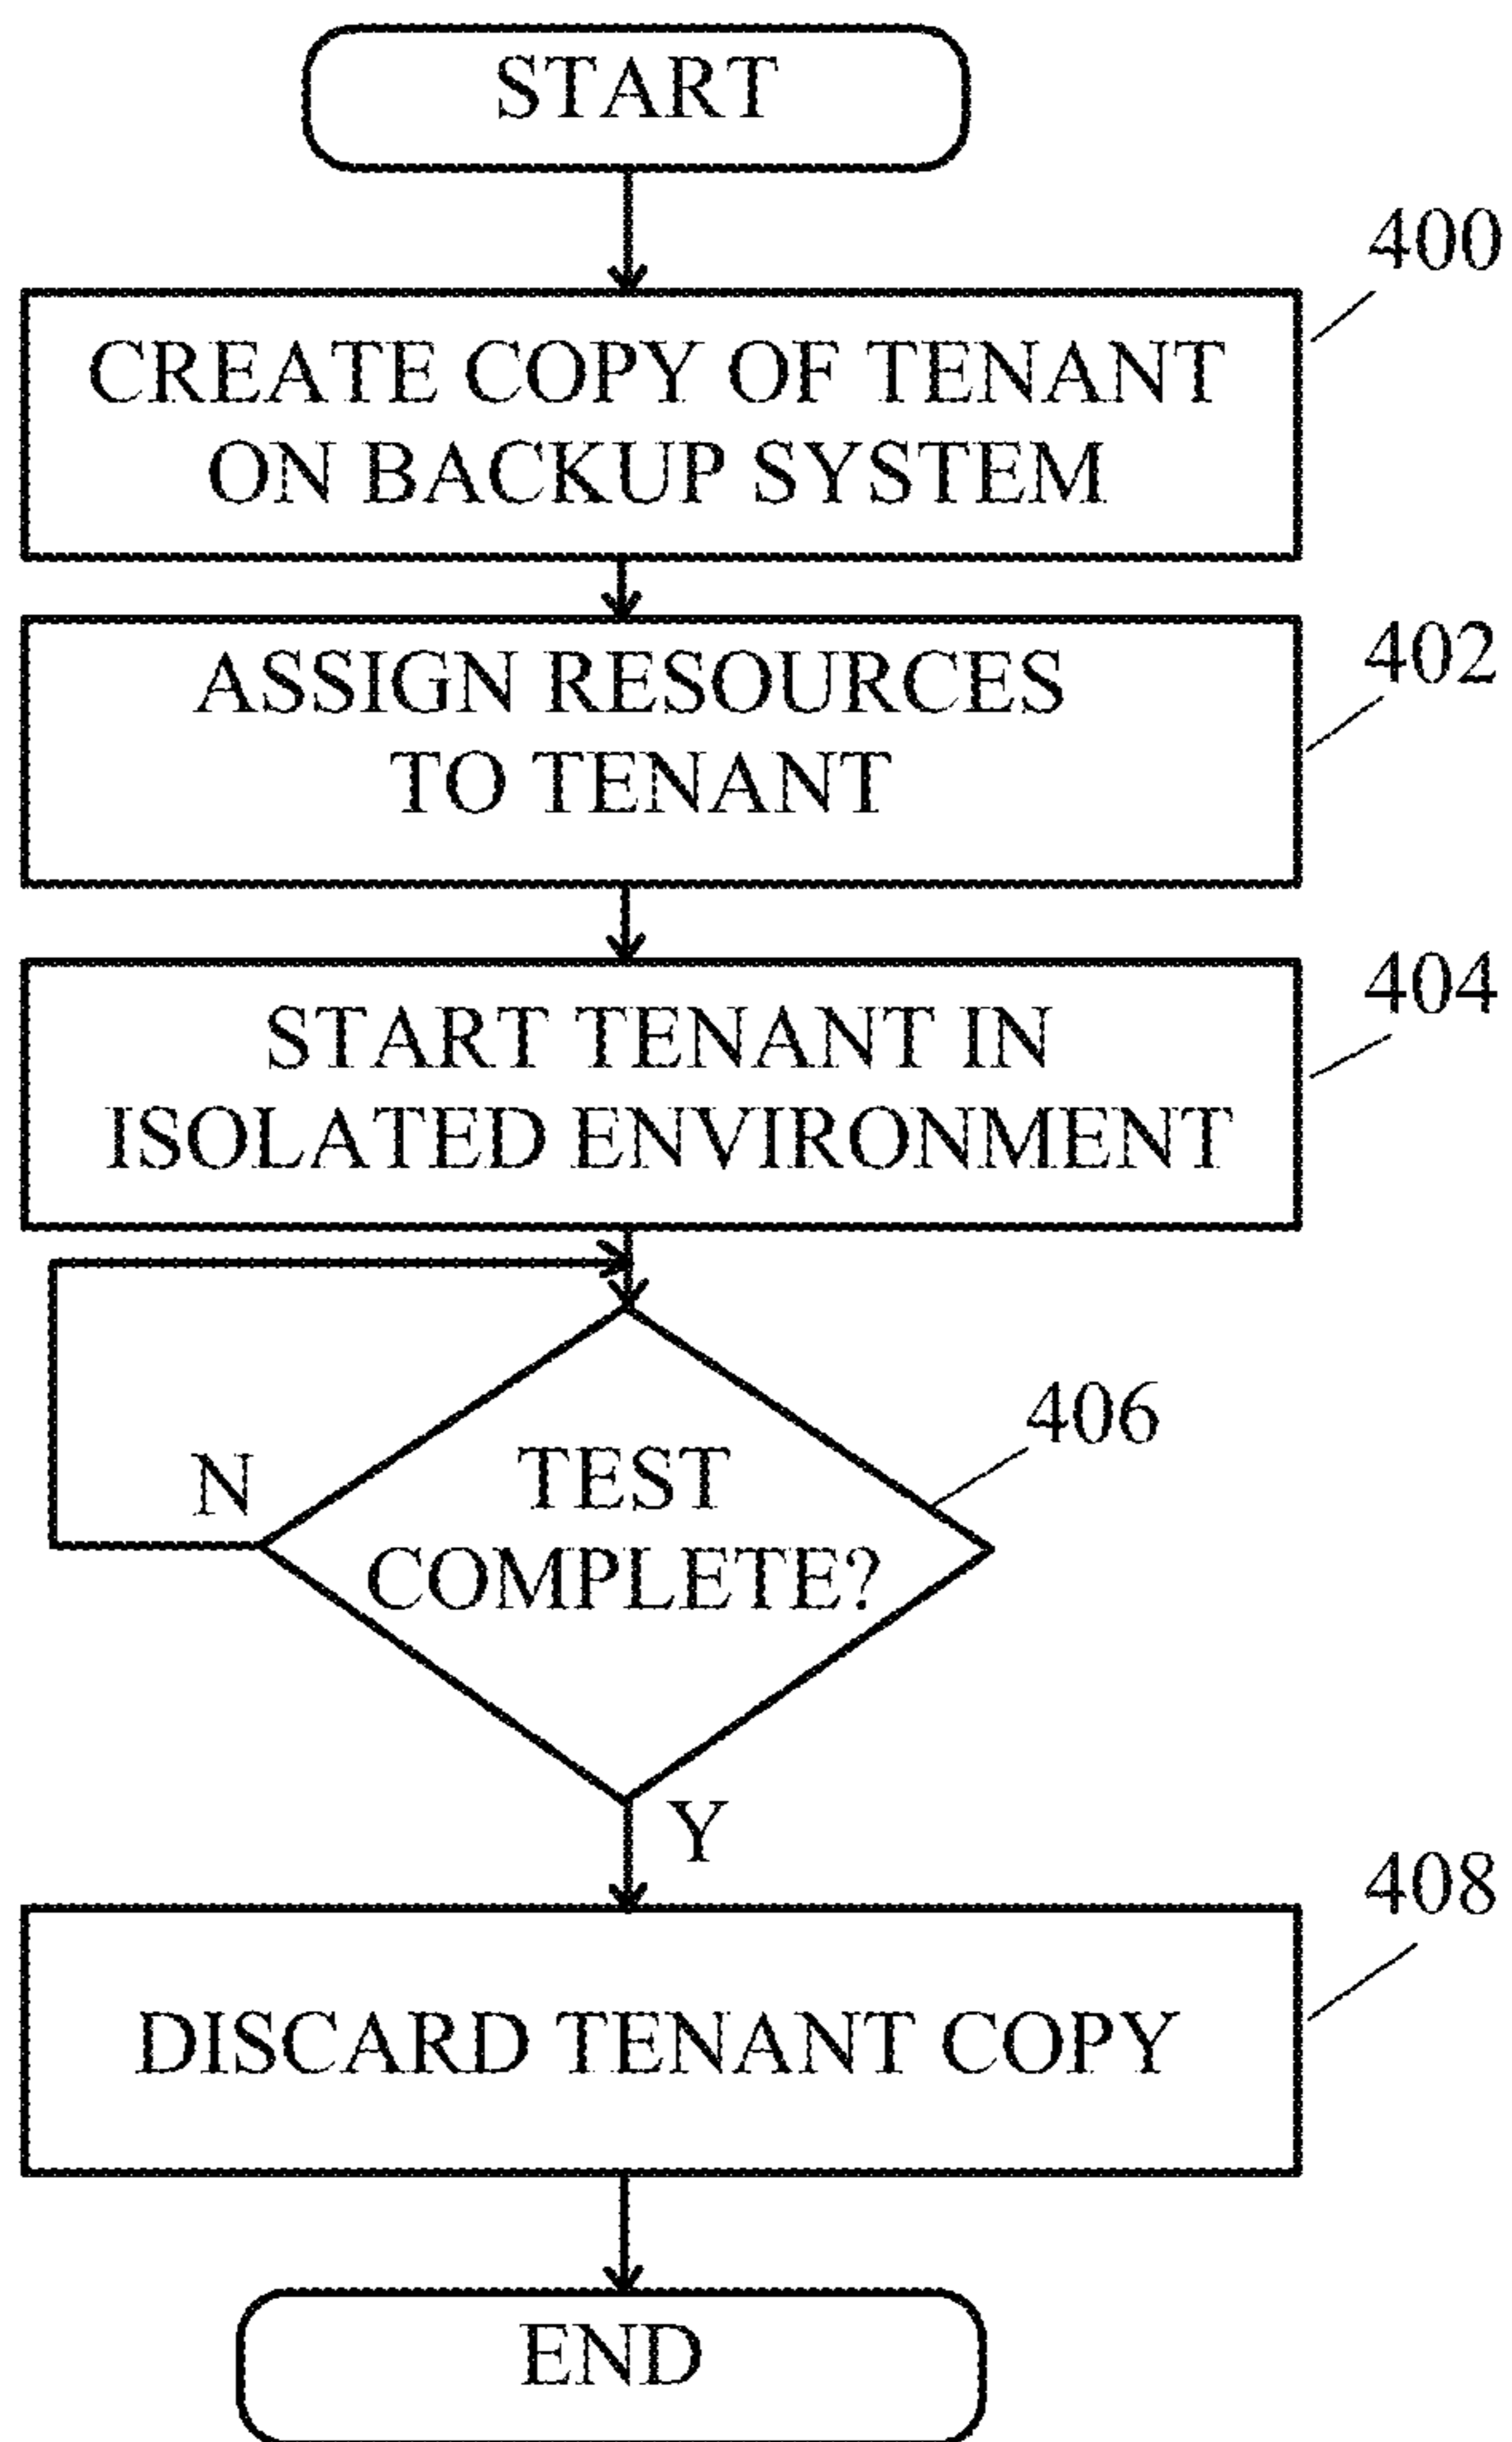 START
400
CREATE COPY OF TENANT
ON BACKUP SYSTEM
402
ASSIGN RESOURCES
TO TENANT
404
START TENANT IN
ISOLATED ENVIRONMENT
406
N
TEST
COMPLETE?
Y
408
DISCARD TENANT COPY
END